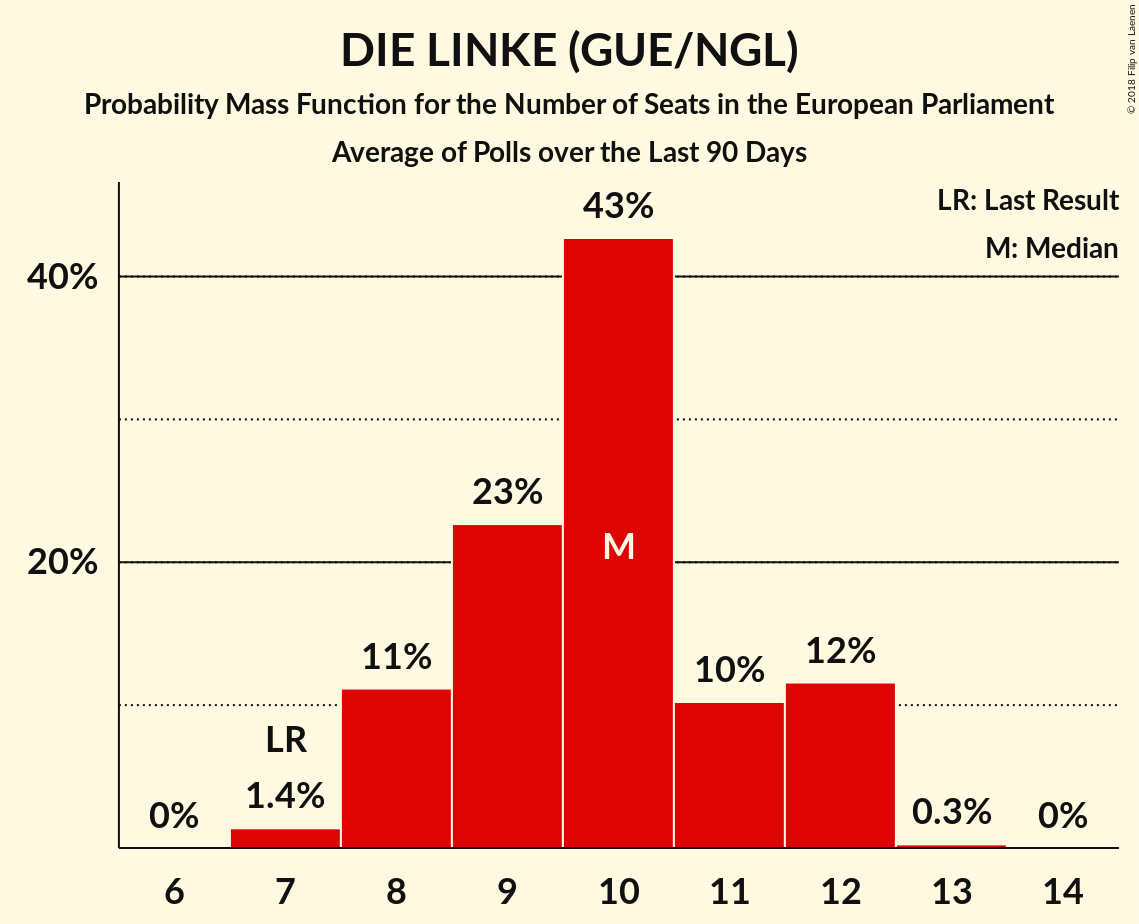 DIE LINKE (GUE/NGL)
Probability Mass Function for the Number of Seats in the European Parliament
Average of Polls over the Last 90 Days
© 2018 Filip van Laenen
LR: Last Result
M: Median
40%
20%
0%
LR
1.4%
11%
23%
43%
M
10%
12%
0.3%
0%
6 7 8 9 10 11 12 13 14